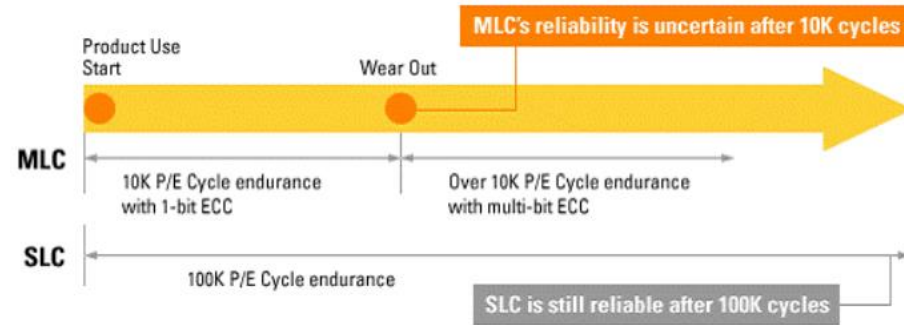 MLC's reliability is uncertain after 10K cycles
Product Use
Start
Wear Out
MLC
10K P/E Cycle endurance
with 1-bit ECC
Over 10K P/E Cycle endurance
with multi-bit ECC
SLC
100K P/E Cycle endurance
SLC is still reliable after 100K cycles